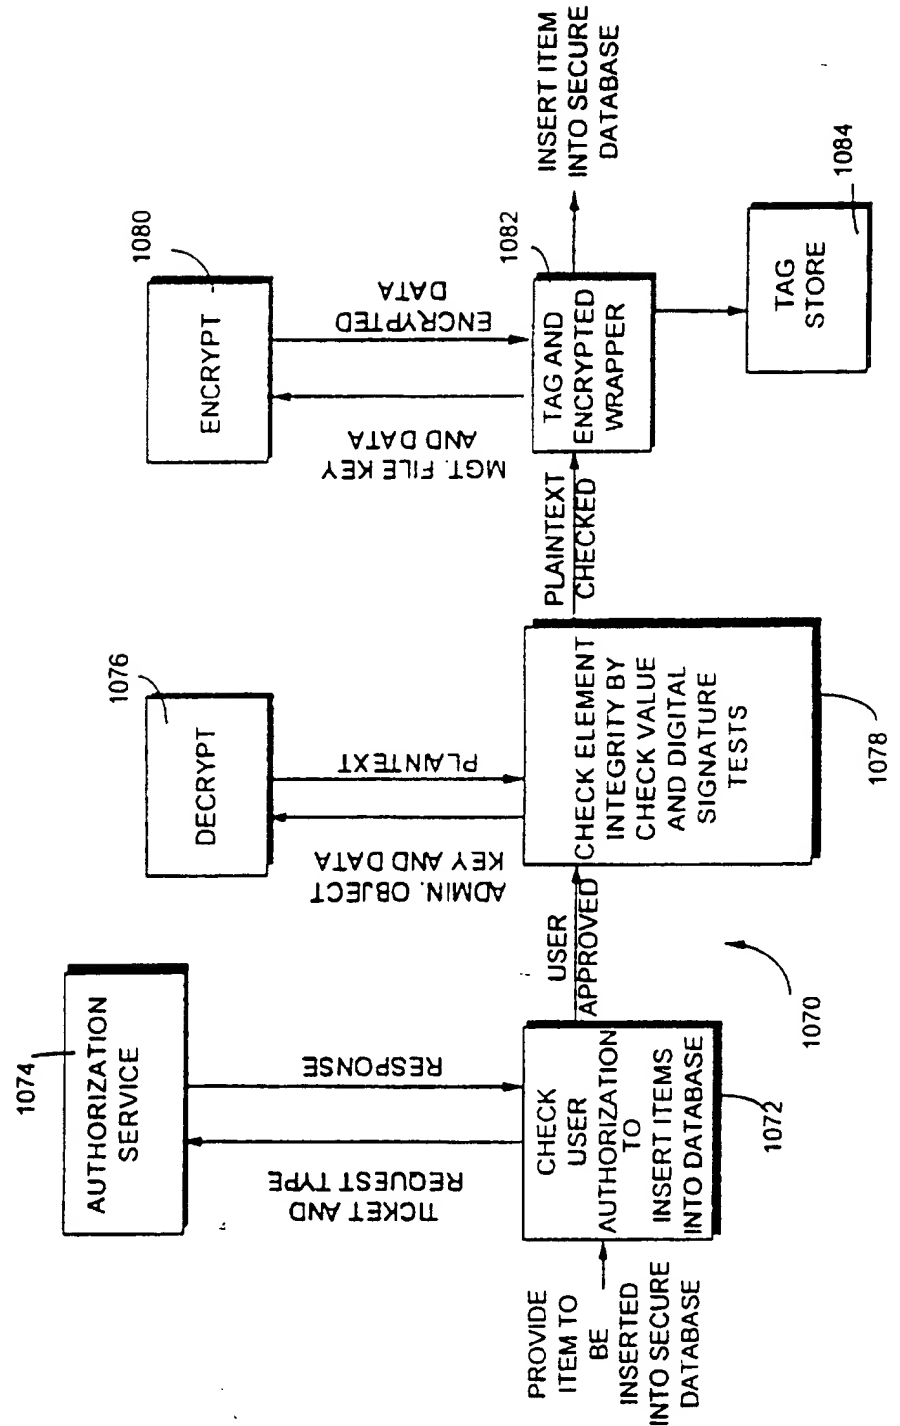 1074
AUTHORIZATION
SERVICE
TICKET AND
REQUEST TYPE
RESPONSE
PROVIDE
ITEM TO
BE
INSERTED
INTO SECURE
DATABASE
CHECK
USER
AUTHORIZATION
TO
INSERT ITEMS
INTO DATABASE
1072
USER
APPROVED
1070
1076
DECRYPT
ADMIN. OBJECT
KEY AND DATA
PLAINTEXT
CHECK ELEMENT
INTEGRITY BY
CHECK VALUE
AND DIGITAL
SIGNATURE
TESTS
1078
PLAINTEXT
CHECKED
1080
ENCRYPT
MGT. FILE KEY
AND DATA
ENCRYPTED
DATA
1082
TAG AND
ENCRYPTED
WRAPPER
INSERT ITEM
INTO SECURE
DATABASE
TAG
STORE
1084